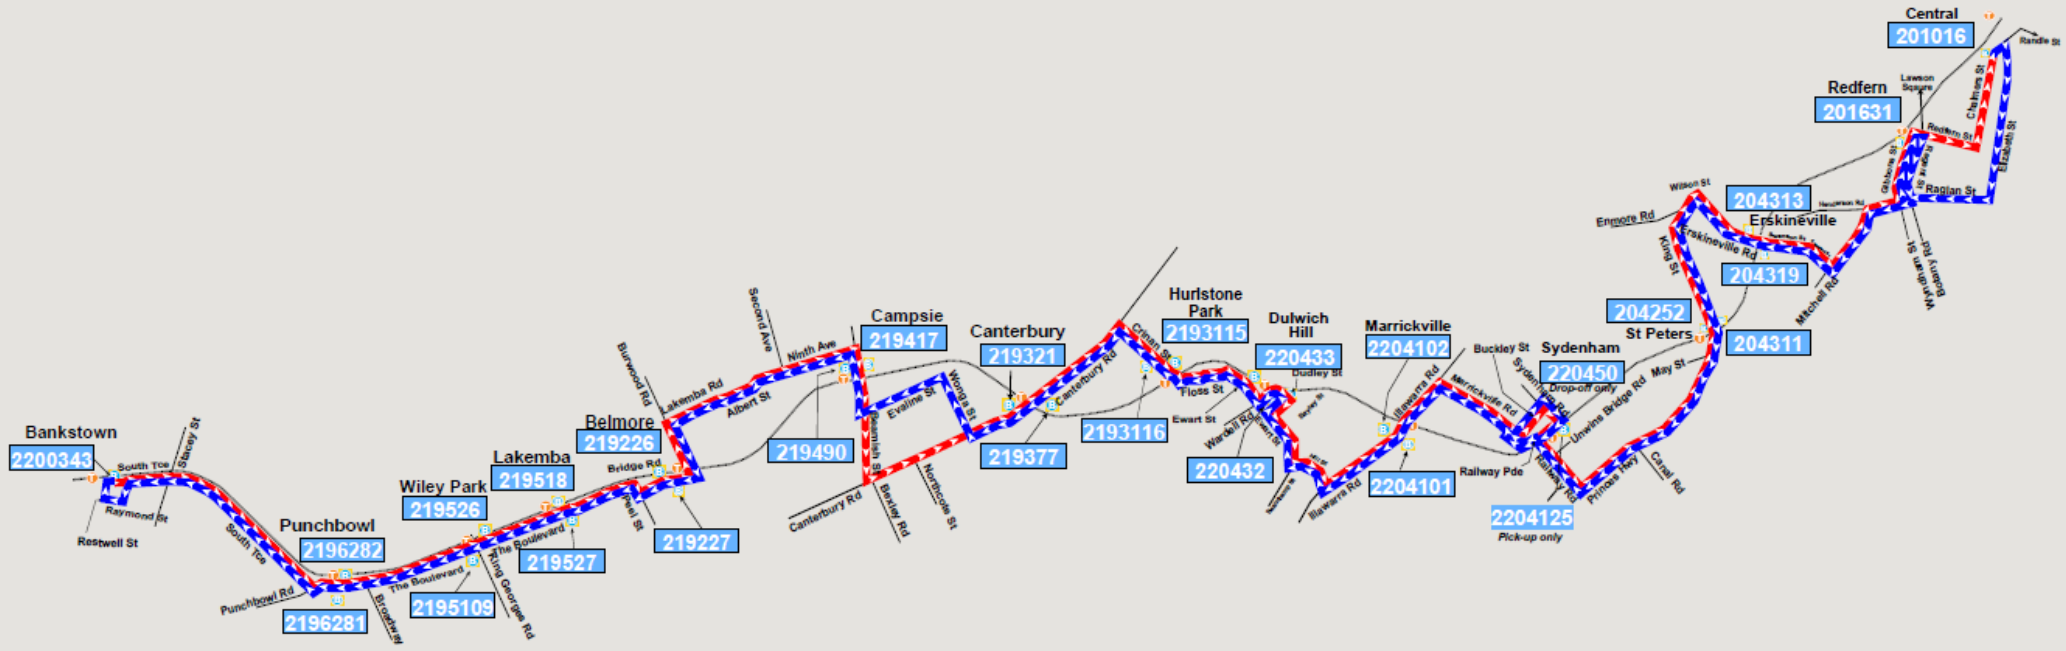 Central
201016
Randle St
Redfern
201631
Lawson
Sqaure
Chalmers St
Redfern St
Elizabeth St
Gibbons St
Regent St
Raglan St
Henderson Rd
Wyndham St
Botany Rd
Wilson St
Enmore Rd
204313
Erskineville
Erskineville Rd
204319
Mitchell Rd
King St
204252
St Peters
204311
May St
Unwins Bridge Rd
Princes Hwy
Canal Rd
Sydenham
220450
Drop-off only
Buckley St
Sydenham Rd
Railway Pde
Railway Rd
2204125
Pick-up only
Marrickville
2204102
Marrickville Rd
Illawarra Rd
2204101
Illawarra Rd
Dulwich
Hill
220433
Dudley St
Wardell Rd
Ewart St
Ewart St
220432
Hurlstone
Park
2193115
Crinan St
Floss St
2193116
Canterbury
219321
Canterbury Rd
219377
Campsie
219417
Second Ave
Ninth Ave
219490
Evaline St
Wonga St
Beamish St
Canterbury Rd
Bexley Rd
Northcote St
Burwood Rd
Lakemba Rd
Albert St
Belmore
219226
Bridge Rd
Peel St
219227
Lakemba
219518
The Boulevard
219527
Wiley Park
219526
King Georges Rd
2195109
The Boulevard
Broadway
Punchbowl
2196282
Punchbowl Rd
2196281
South Tce
Bankstown
2200343
South Tce
Stacey St
Raymond St
Restwell St